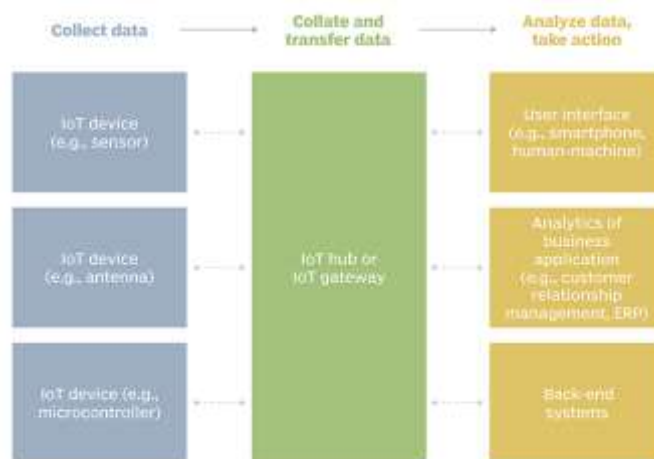 Collect data
Collate and
transfer data
Analyze data,
take action
IoT device
(e.g., sensor)
IoT device
(e.g., antenna)
IoT device (e.g.,
microcontroller)
IoT hub or
IoT gateway
User interface
(e.g., smartphone,
human-machine)
Analytics of
business
application
(e.g., customer
relationship
management, ERP)
Back-end
systems